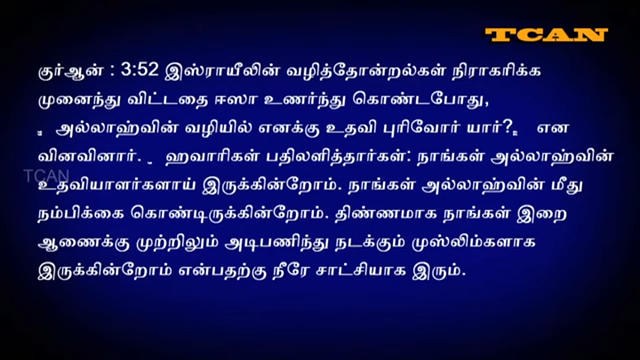 TCAN
குர்ஆன் : 3:52 இஸ்ராயீலின் வழித்தோன்றல்கள் நிராகரிக்க
முனைந்து விட்டதை ஈஸா உணர்ந்து கொண்டபோது,
„ அல்லாஹ்வின் வழியில் எனக்கு உதவி புரிவோர் யார்?„ என
வினவினார். „ ஹவாரிகள் பதிலளித்தார்கள்: நாங்கள் அல்லாஹ்வின்
TCAN
உதவியாளர்களாய் இருக்கின்றோம். நாங்கள் அல்லாஹ்வின் மீது
நம்பிக்கை கொண்டிருக்கின்றோம். திண்ணமாக நாங்கள் இறை
ஆணைக்கு முற்றிலும் அடிபணிந்து நடக்கும் முஸ்லிம்களாக
இருக்கின்றோம் என்பதற்கு நீரே சாட்சியாக இரும்.